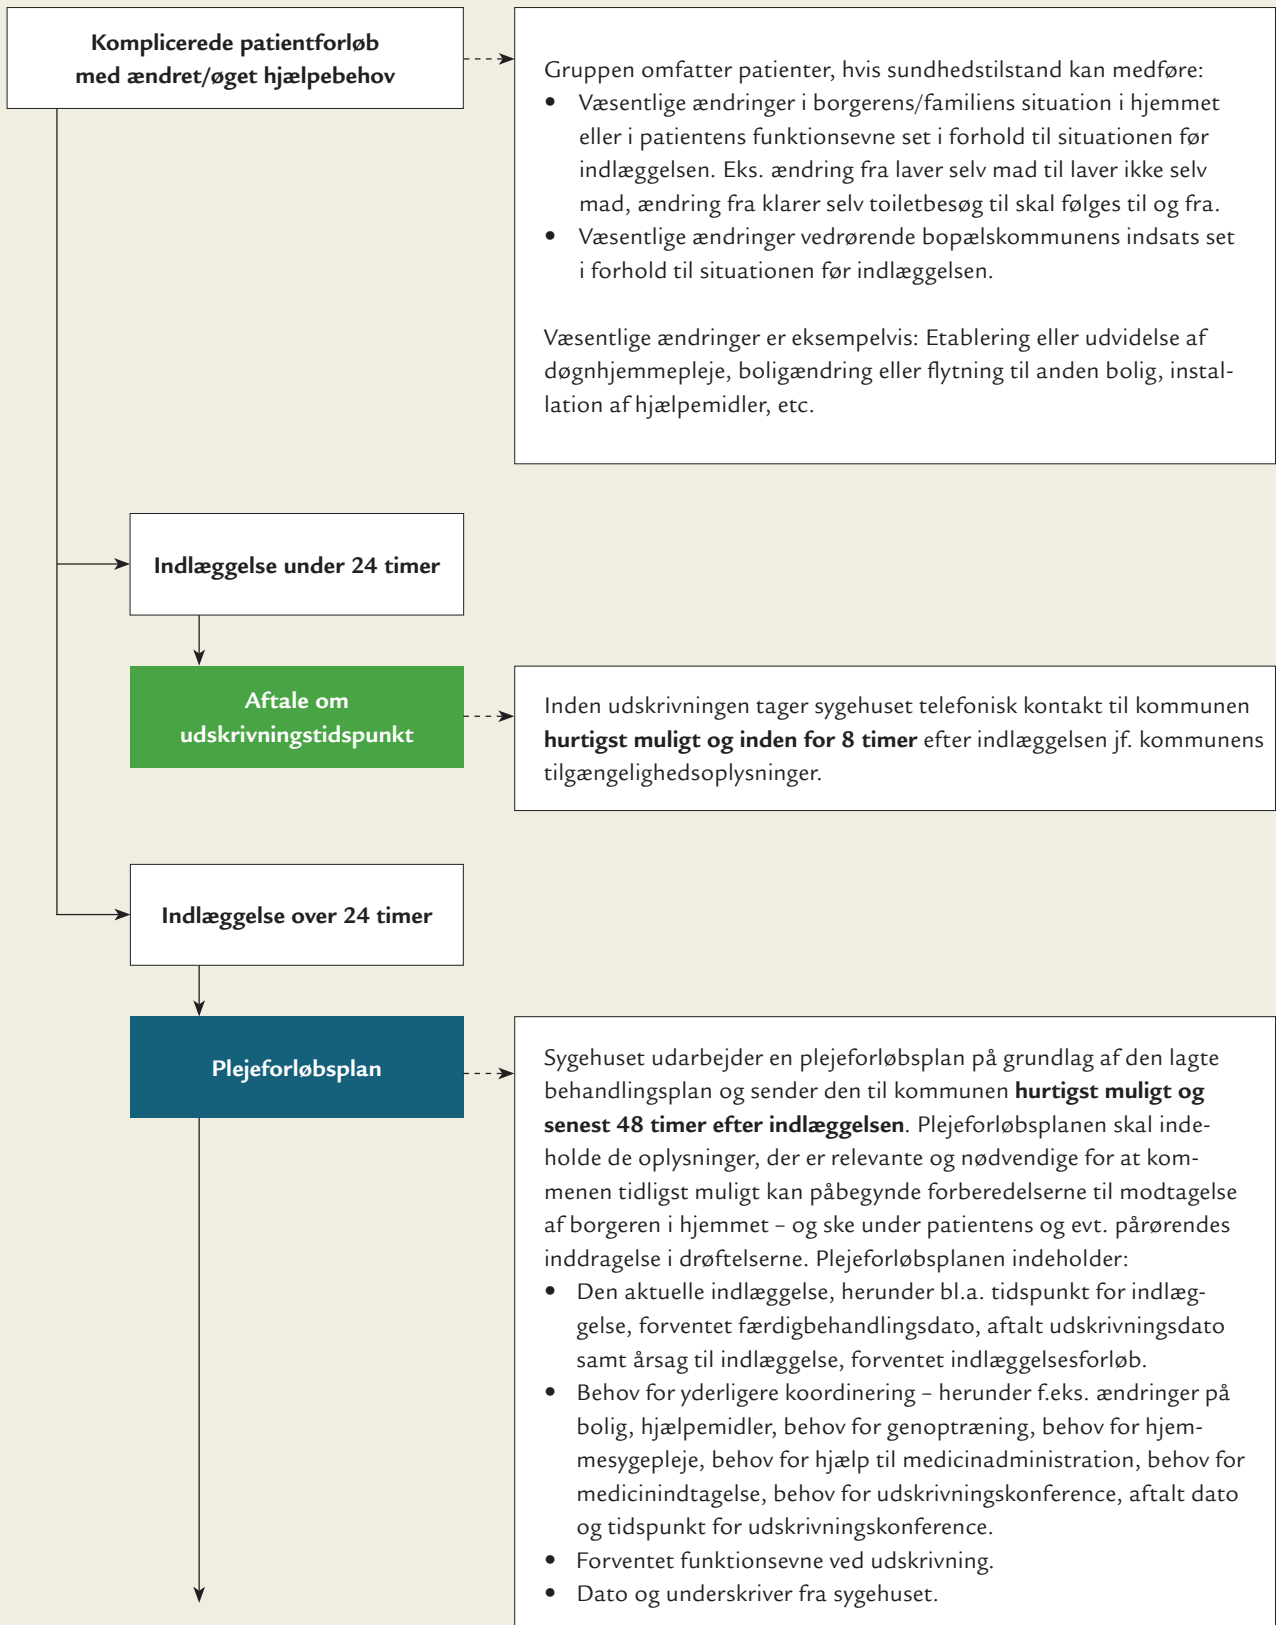 Komplicerede patientforløb
med ændret/øget hjælpebehov
Gruppen omfatter patienter, hvis sundhedstilstand kan medføre:
• Væsentlige ændringer i borgerens/familiens situation i hjemmet
eller i patientens funktionsevne set i forhold til situationen før
indlæggelsen. Eks. ændring fra laver selv mad til laver ikke selv
mad, ændring fra klarer selv toiletbesøg til skal følges til og fra.
• Væsentlige ændringer vedrørende bopælskommunens indsats set
i forhold til situationen før indlæggelsen.
Væsentlige ændringer er eksempelvis: Etablering eller udvidelse af
døgnhjemmepleje, boligændring eller flytning til anden bolig, instal-
lation af hjælpemidler, etc.
Indlæggelse under 24 timer
Aftale om
udskrivningstidspunkt
Inden udskrivningen tager sygehuset telefonisk kontakt til kommunen
hurtigst muligt og inden for 8 timer efter indlæggelsen jf. kommunens
tilgængelighedsoplysninger.
Indlæggelse over 24 timer
Plejeforløbsplan
Sygehuset udarbejder en plejeforløbsplan på grundlag af den lagte
behandlingsplan og sender den til kommunen hurtigst muligt og
senest 48 timer efter indlæggelsen. Plejeforløbsplanen skal inde-
holde de oplysninger, der er relevante og nødvendige for at kom-
menen tidligst muligt kan påbegynde forberedelserne til modtagelse
af borgeren i hjemmet – og ske under patientens og evt. pårørendes
inddragelse i drøftelserne. Plejeforløbsplanen indeholder:
• Den aktuelle indlæggelse, herunder bl.a. tidspunkt for indlæg-
gelse, forventet færdigbehandlingsdato, aftalt udskrivningsdato
samt årsag til indlæggelse, forventet indlæggelsesforløb.
• Behov for yderligere koordinering – herunder f.eks. ændringer på
bolig, hjælpemidler, behov for genoptræning, behov for hjem-
mesygepleje, behov for hjælp til medicinadministration, behov for
medicinindtagelse, behov for udskrivningskonference, aftalt dato
og tidspunkt for udskrivningskonference.
• Forventet funktionsevne ved udskrivning.
• Dato og underskriver fra sygehuset.